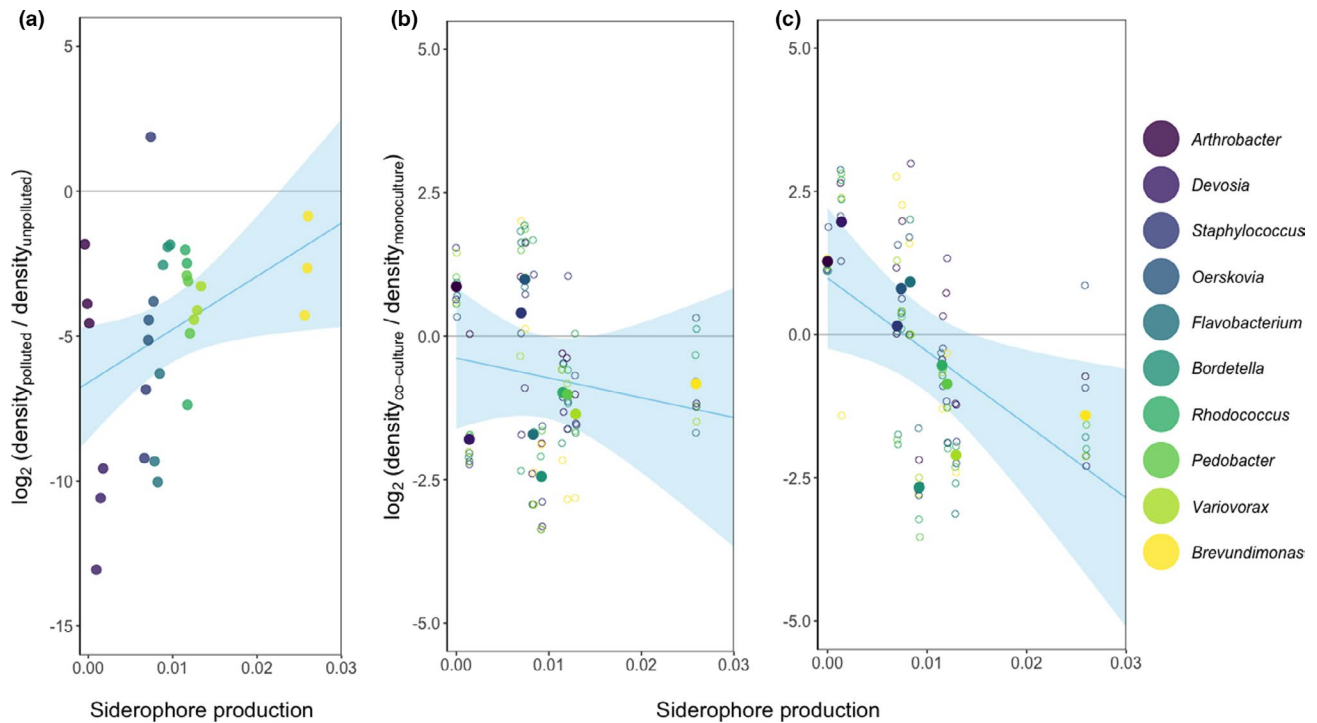 (a)
(b)
(c)
log2 (densitypolluted / densityunpolluted)
5
0
-5
-10
-15
0.00 0.01 0.02 0.03
Siderophore production
log2 (densityco-culture / densitymonoculture)
5.0
2.5
0.0
-2.5
-5.0
0.00 0.01 0.02 0.03
5.0
2.5
0.0
-2.5
-5.0
0.00 0.01 0.02 0.03
Siderophore production
Arthrobacter
Devosia
Staphylococcus
Oerskovia
Flavobacterium
Bordetella
Rhodococcus
Pedobacter
Variovorax
Brevundimonas